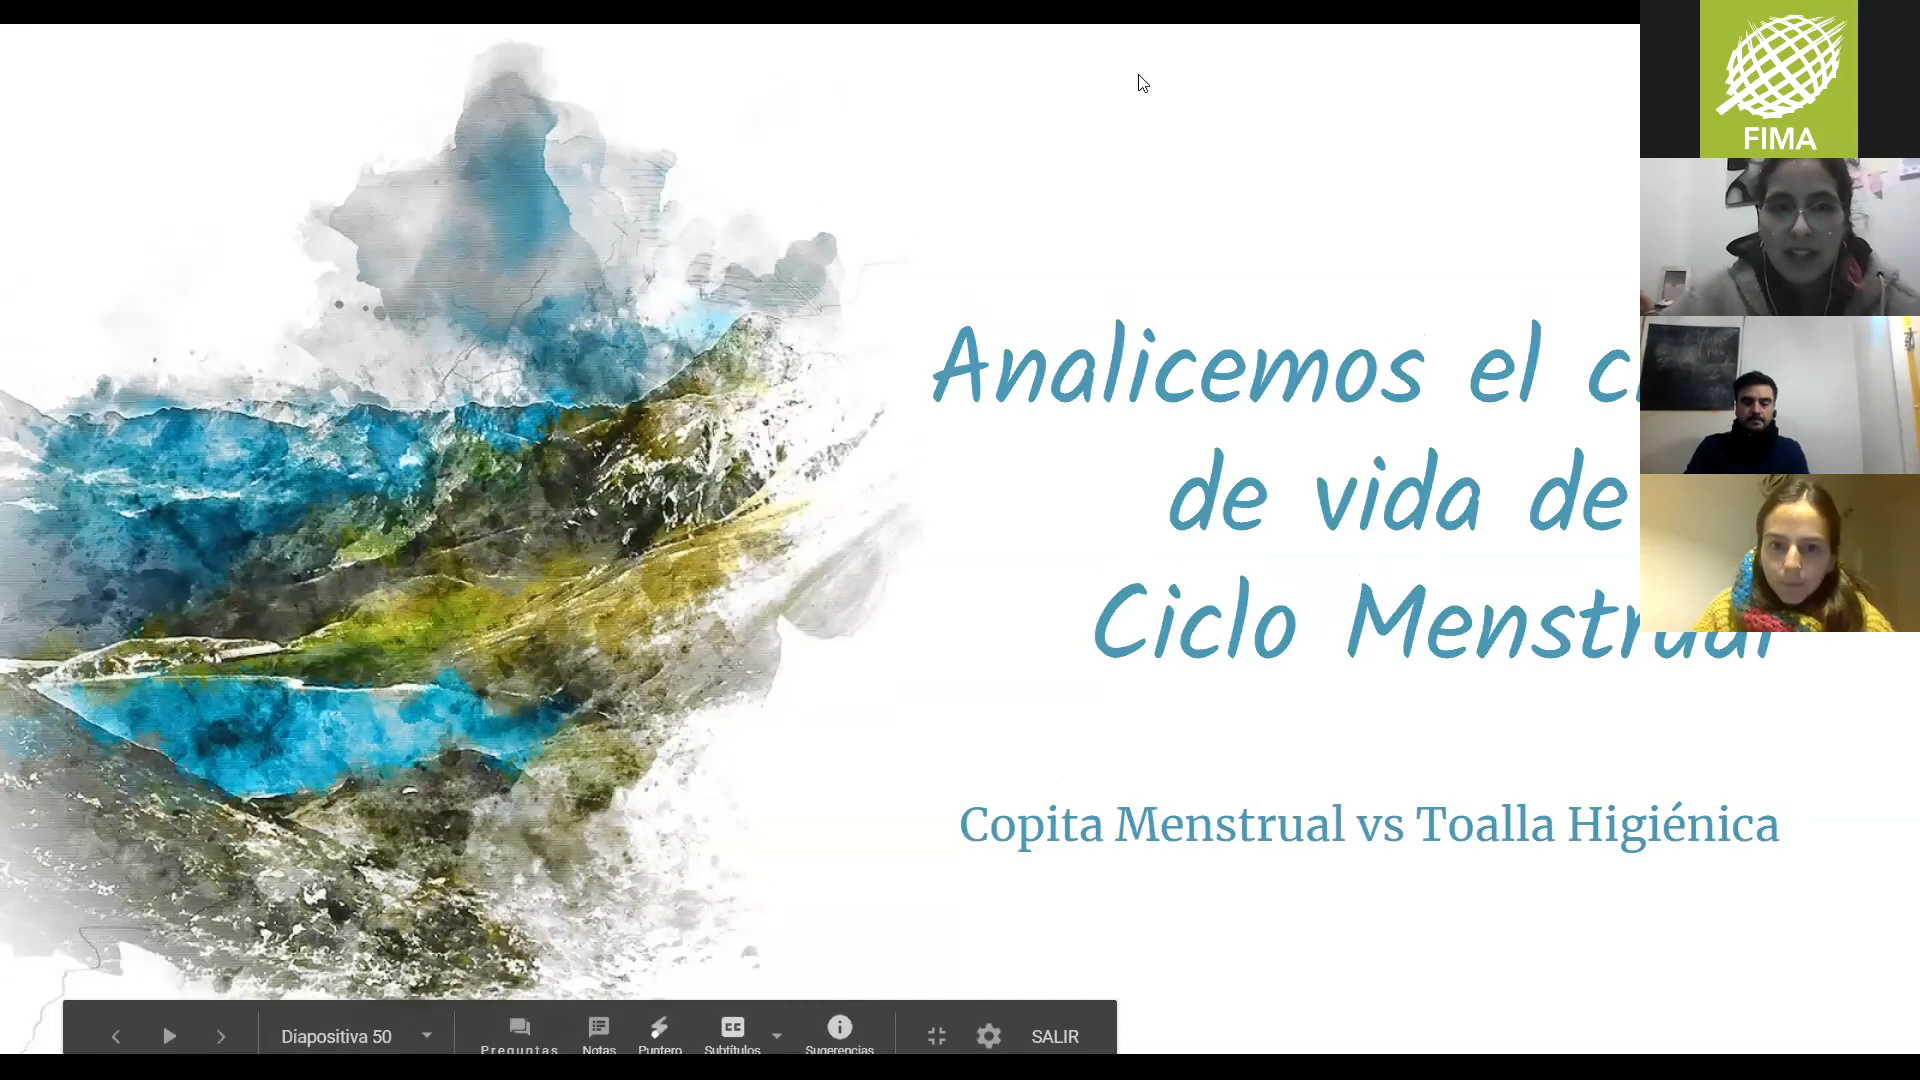 FIMA
Analicemos el c
de vida de
Ciclo Menstrual
Copita Menstrual vs Toalla Higiénica
Diapositiva 50
Preguntas
Notas
Puntero
Subtítulos
Sugerencias
SALIR